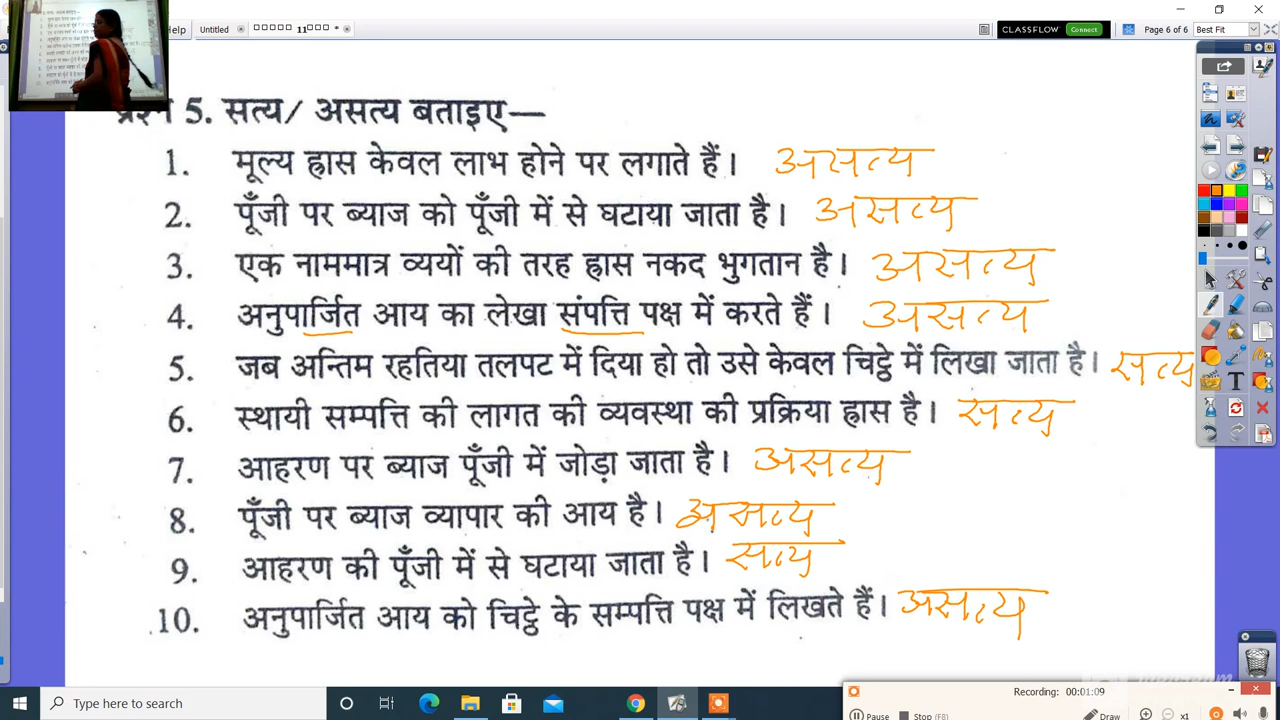 Help Untitled 11 * CLASSFLOW Connect Page 6 of 6 Best Fit
प्रश्न 5. सत्य/ असत्य बताइए—
1. मूल्य ह्रास केवल लाभ होने पर लगाते हैं। असत्य
2. पूँजी पर ब्याज को पूँजी में से घटाया जाता है। असत्य
3. एक नाममात्र व्ययों की तरह ह्रास नकद भुगतान है। असत्य
4. अनुपार्जित आय का लेखा संपत्ति पक्ष में करते हैं। असत्य
5. जब अन्तिम रहतिया तलपट में दिया हो तो उसे केवल चिट्ठे में लिखा जाता है। सत्य
6. स्थायी सम्पत्ति की लागत की व्यवस्था की प्रक्रिया ह्रास है। सत्य
7. आहरण पर ब्याज पूँजी में जोड़ा जाता है। असत्य
8. पूँजी पर ब्याज व्यापार की आय है। असत्य
9. आहरण की पूँजी में से घटाया जाता है। सत्य
10. अनुपार्जित आय को चिट्ठे के सम्पत्ति पक्ष में लिखते हैं। असत्य
Recording: 00:01:09
Type here to search
Pause Stop (F8) Draw x1